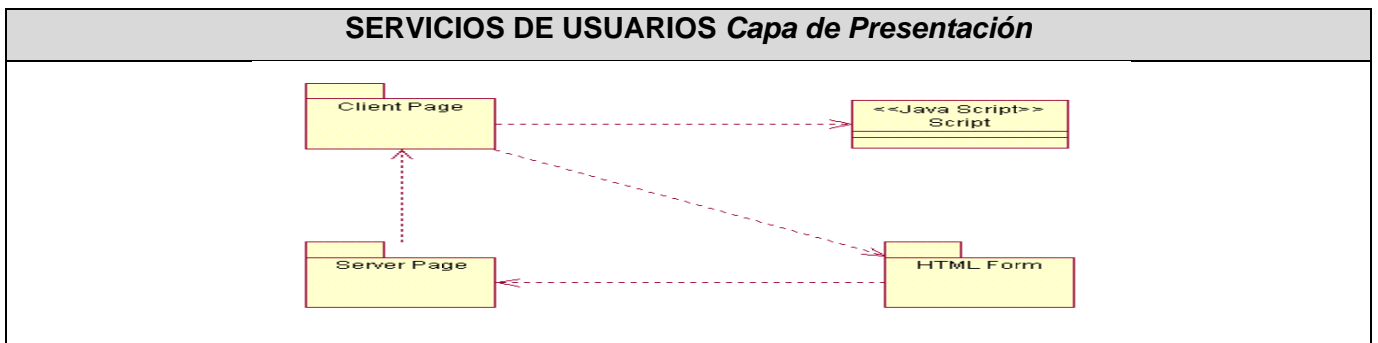 SERVICIOS DE USUARIOS Capa de Presentación
Client Page
<<Java Script>>
Script
Server Page
HTML Form